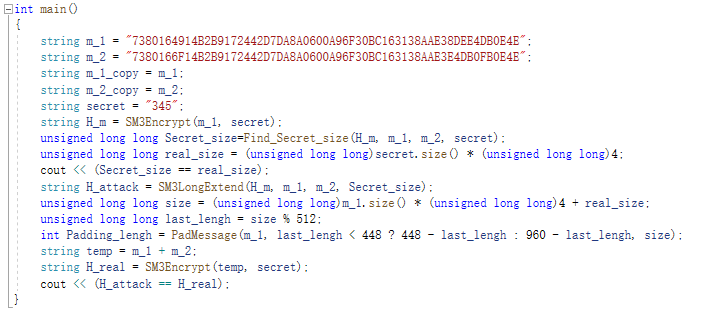 int main()
{
string m_1 = "7380164914B2B9172442D7DA8A0600A96F30BC163138AAE38DEE4DB0E4E";
string m_2 = "7380166F14B2B9172442D7DA8A0600A96F30BC163138AAE3E4DB0FB0E4E";
string m_1_copy = m_1;
string m_2_copy = m_2;
string secret = "345";
string H_m = SM3Encrypt(m_1, secret);
unsigned long long Secret_size=Find_Secret_size(H_m, m_1, m_2, secret);
unsigned long long real_size = (unsigned long long)secret.size() * (unsigned long long)4;
cout << (Secret_size == real_size);
string H_attack = SM3LongExtend(H_m, m_1, m_2, Secret_size);
unsigned long long size = (unsigned long long)m_1.size() * (unsigned long long)4 + real_size;
unsigned long long last_lengh = size % 512;
int Padding_lengh = PadMessage(m_1, last_lengh < 448 ? 448 - last_lengh : 960 - last_lengh, size);
string temp = m_1 + m_2;
string H_real = SM3Encrypt(temp, secret);
cout << (H_attack == H_real);
}